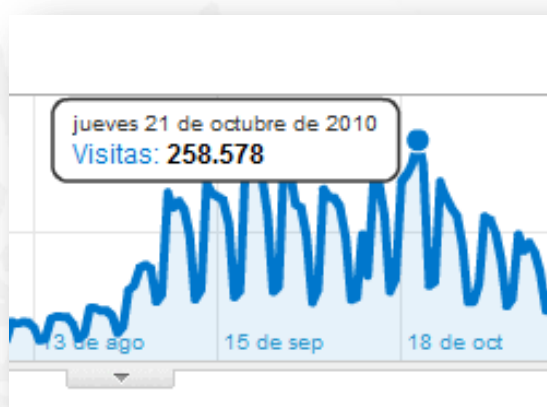 jueves 21 de octubre de 2010
Visitas: 258.578
13 de ago
15 de sep
18 de oct